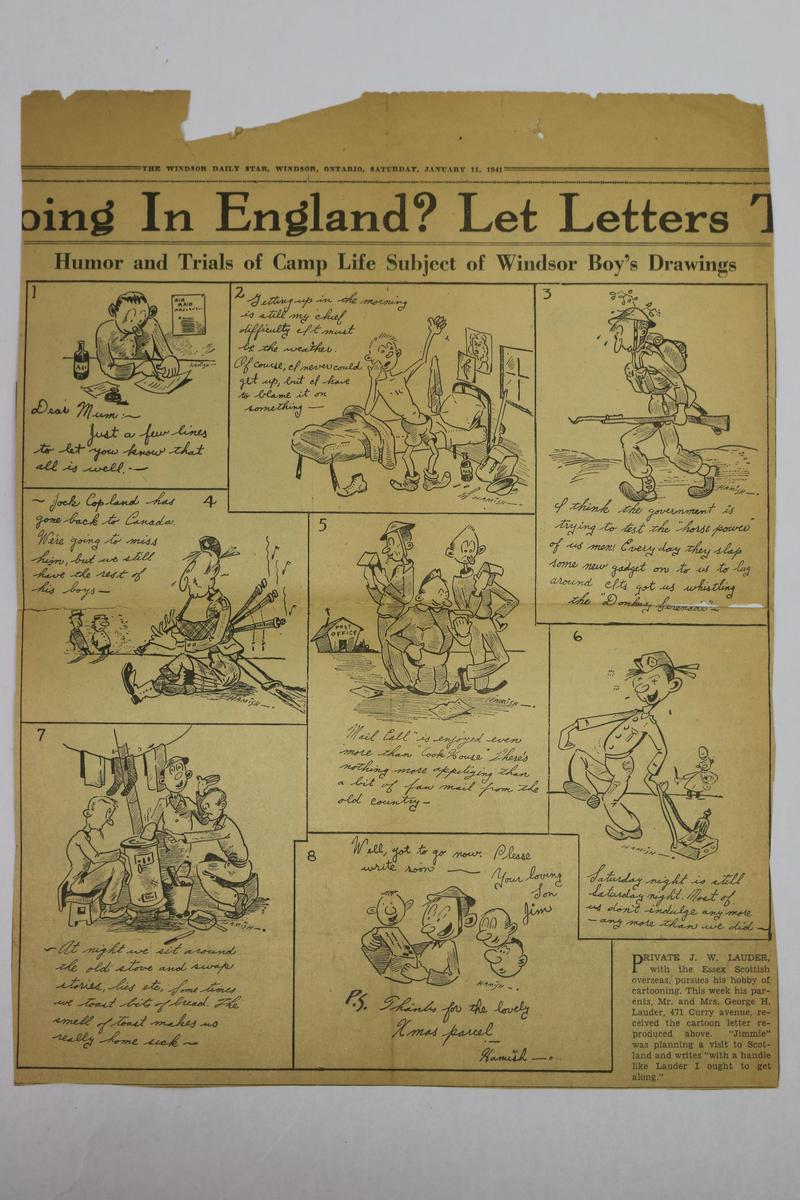 THE WINDSOR DAILY STAR, WINDSOR, ONTARIO, SATURDAY, JANUARY 11, 1941
oing In England? Let Letters T
Humor and Trials of Camp Life Subject of Windsor Boy's Drawings
1
AIR
RAID
Dear Mum:—
Just a few lines
to let you know that
all is well.—
2 Getting up in the morning
is still my chief
difficulty It must
be the weather.
Of course, I never could
get up, but I have
to blame it on
something—
HAMISH—.
3
HAMISH—.
I think the government is
trying to test the "horse power"
of us men! Every day they slap
some new gadget on to us to lug
around Its got us whistling
the "Donkey Serenade"—
~ Jock Copland has 4
gone back to Canada.
We're going to miss
him, but we still
have the rest of
his boys—
HAMISH—.
5
POST
OFFICE
HAMISH—.
"Mail Call" is enjoyed even
more than "Cook House" There's
nothing more appetizing than
a bit of fan mail from the
old country—
6
HAMISH—.
Saturday night is still
Saturday night. Most of
us don't indulge any more
— any more than we did—
7
HAMISH—.
~ At night we sit around
the old stove and swap
stories, lies etc, Some times
we toast bits of bread. The
smell of toast makes us
really home sick—
8
Well, got to go now. Please
write soon —
Your loving
Son
Jim
HAMISH—.
P.S. Thanks for the lovely
Xmas parcel
Hamish—.
PRIVATE J. W. LAUDER,
with the Essex Scottish
overseas, pursues his hobby of
cartooning. This week his par-
ents, Mr. and Mrs. George H.
Lauder, 471 Curry avenue, re-
ceived the cartoon letter re-
produced above. "Jimmie"
was planning a visit to Scot-
land and writes "with a handle
like Lauder I ought to get
along."